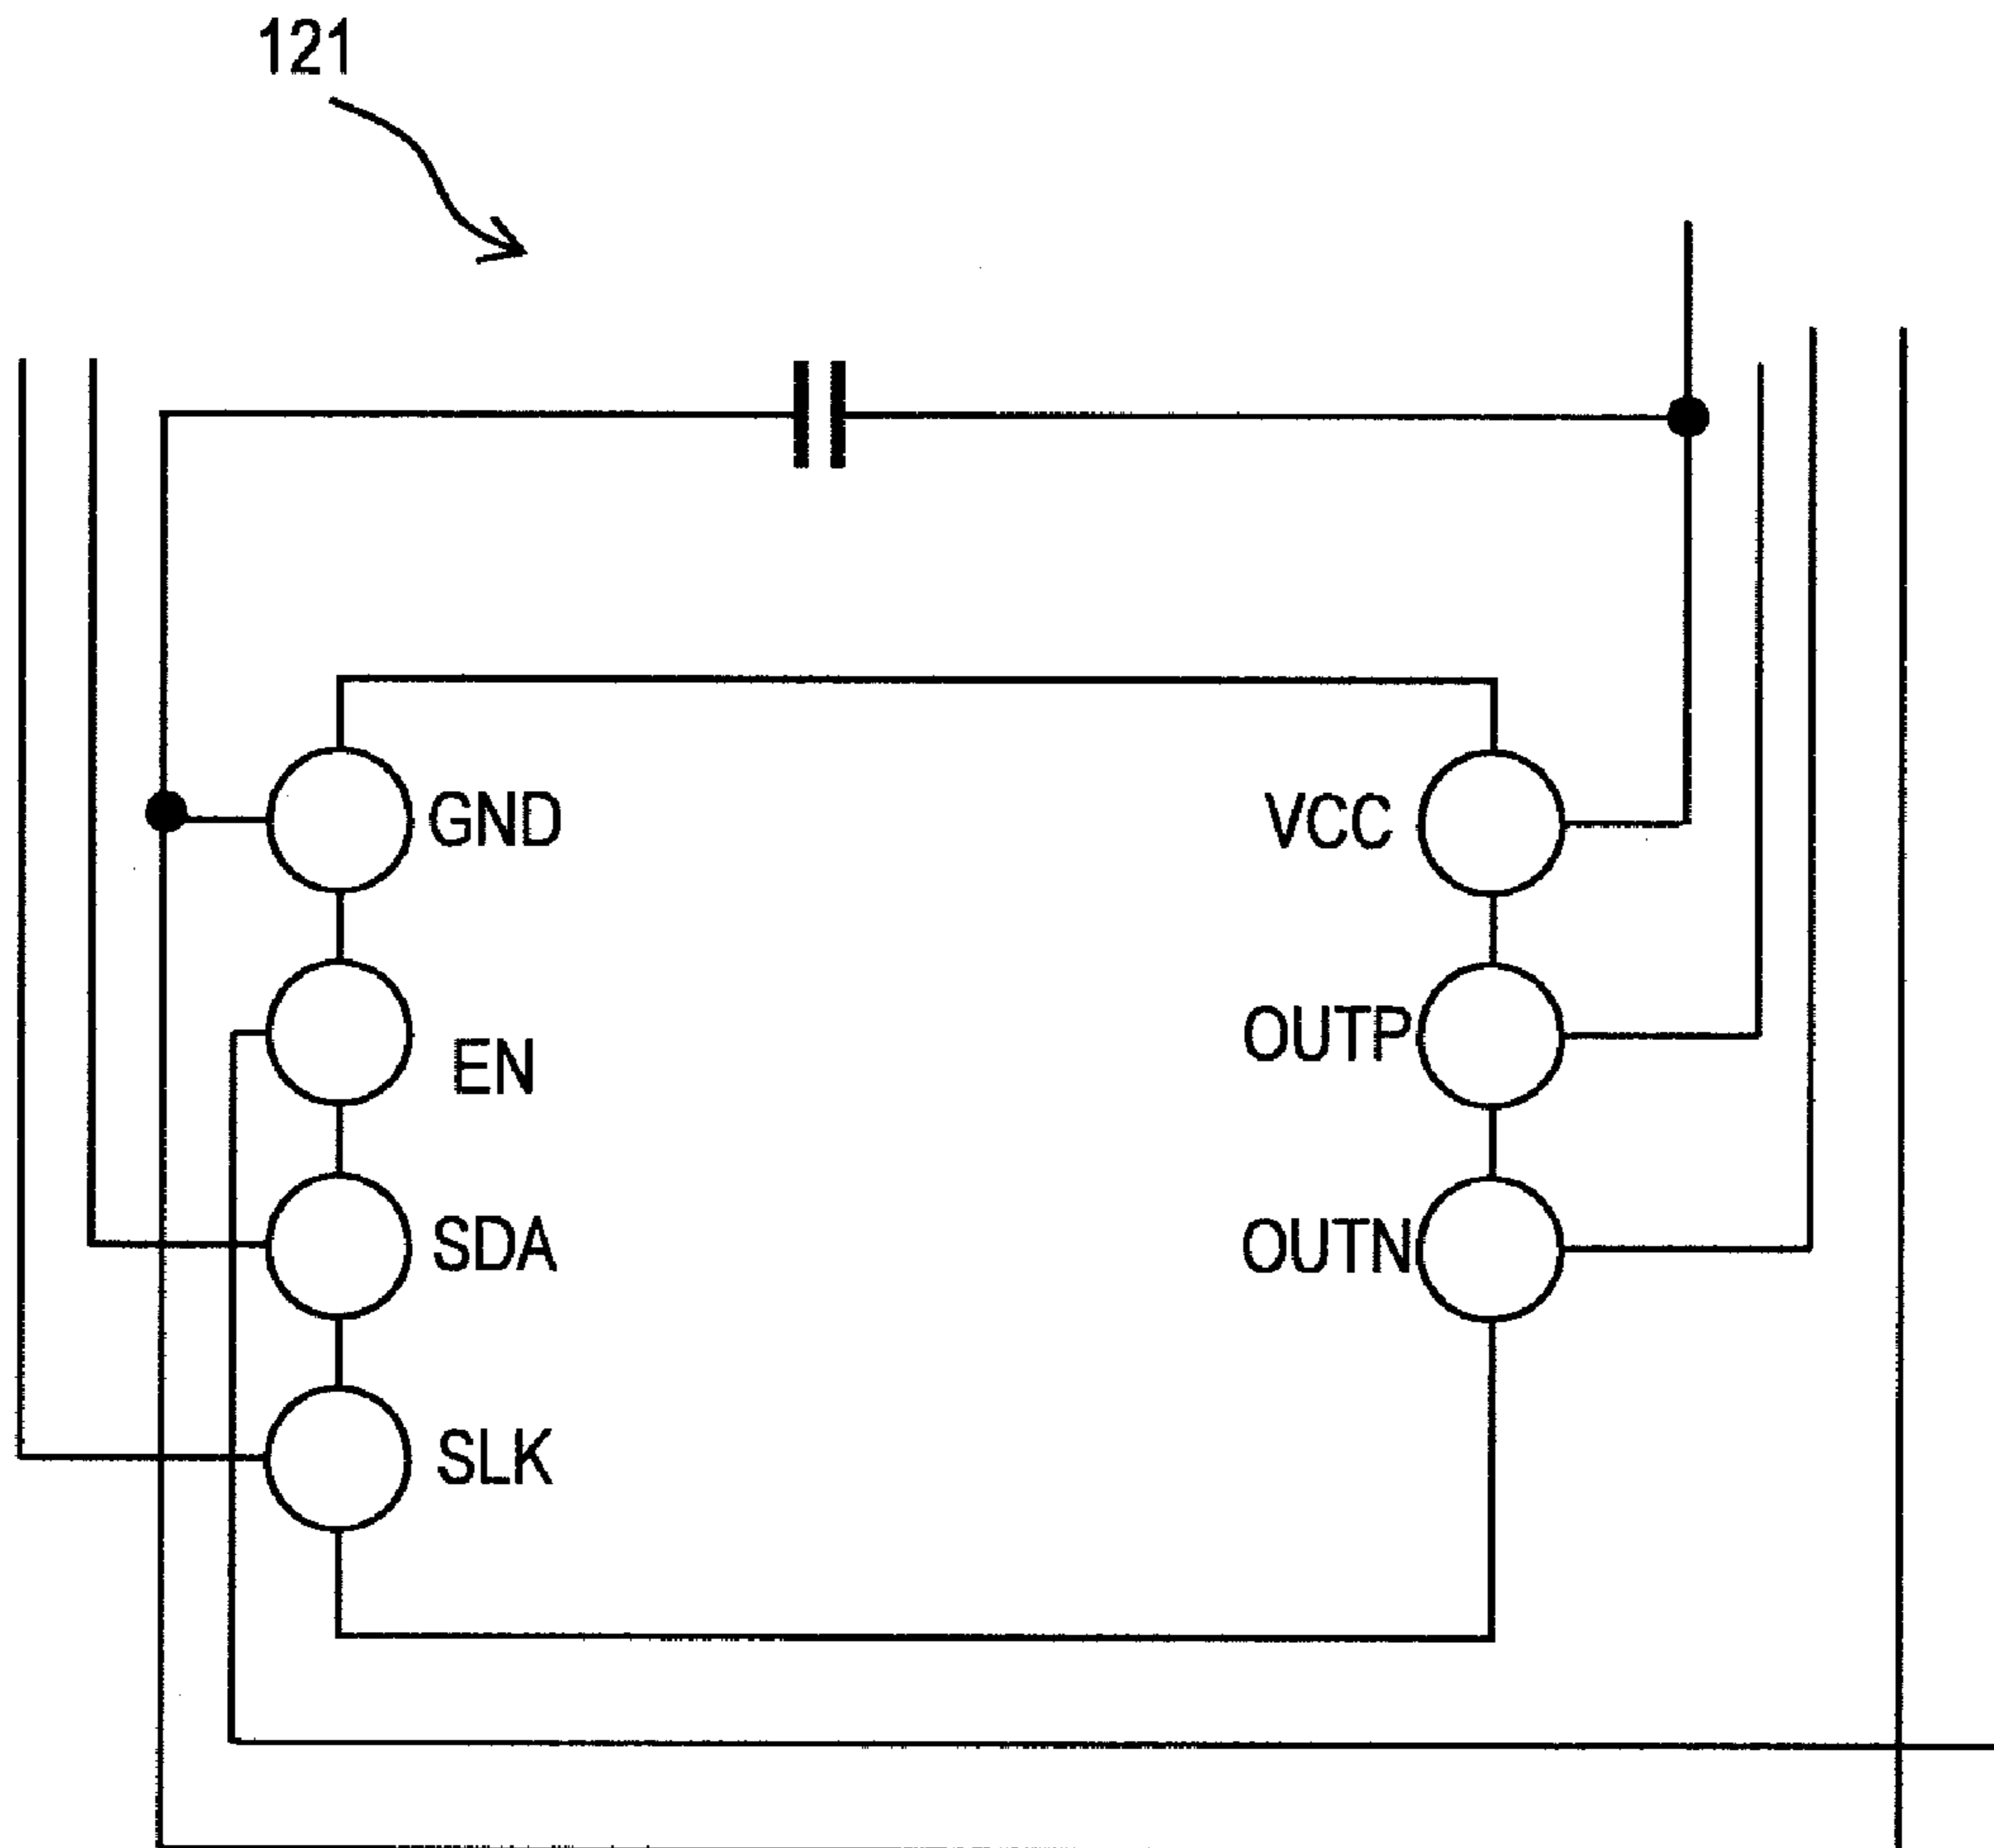 121
GND
VCC
EN
OUTP
SDA
OUTN
SLK